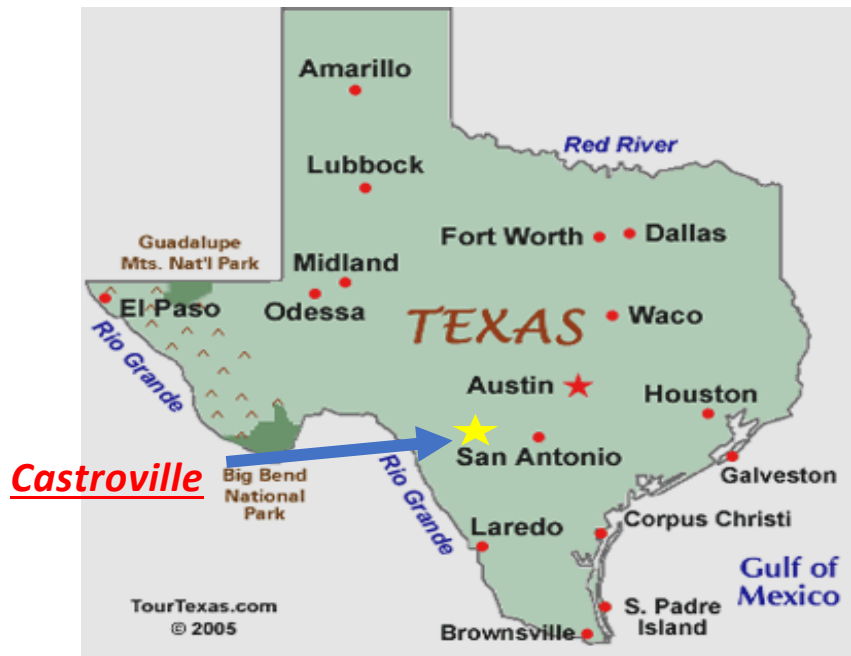 Amarillo
Red River
Lubbock
Fort Worth
Dallas
Guadalupe
Mts. Nat'l Park
Midland
El Paso
Odessa
TEXAS
Waco
Rio Grande
Austin
Houston
San Antonio
Castroville
Big Bend
National
Park
Rio Grande
Galveston
Laredo
Corpus Christi
Gulf of
Mexico
TourTexas.com
© 2005
S. Padre
Island
Brownsville